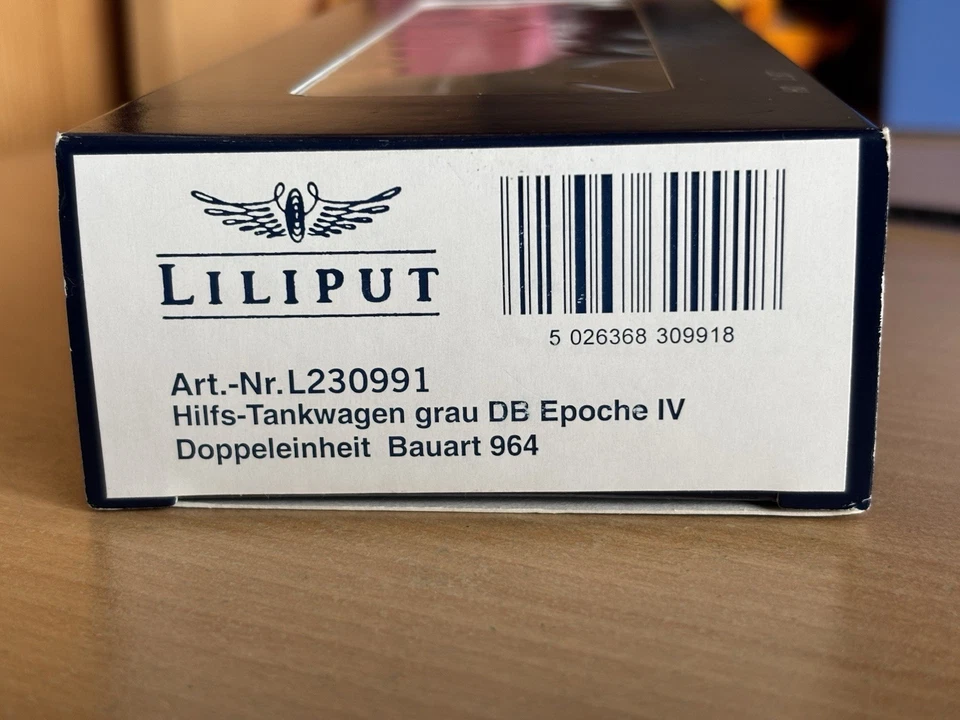 LILIPUT
5 026368 309918
Art.-Nr. L230991
Hilfs-Tankwagen grau DB Epoche IV
Doppeleinheit Bauart 964